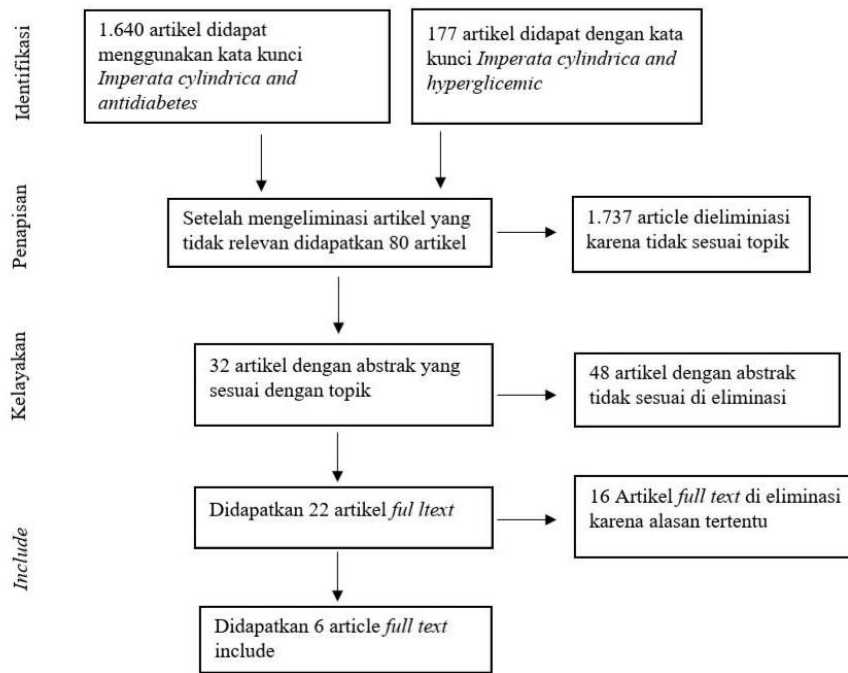 Identifikasi
1.640 artikel didapat
menggunakan kata kunci
Imperata cylindrica and
antidiabetes
177 artikel didapat dengan kata
kunci Imperata cylindrica and
hyperglicemic
Penapisan
Setelah mengeliminasi artikel yang
tidak relevan didapatkan 80 artikel
1.737 article dieliminiasi
karena tidak sesuai topik
Kelayakan
32 artikel dengan abstrak yang
sesuai dengan topik
48 artikel dengan abstrak
tidak sesuai di eliminasi
Include
Didapatkan 22 artikel ful ltext
16 Artikel full text di eliminasi
karena alasan tertentu
Didapatkan 6 article full text
include